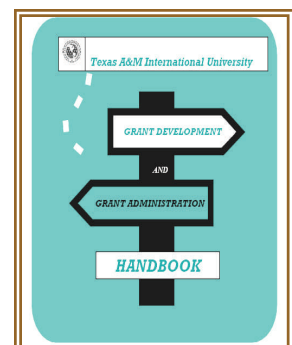 Texas A&M International University
GRANT DEVELOPMENT
AND
GRANT ADMINISTRATION
HANDBOOK